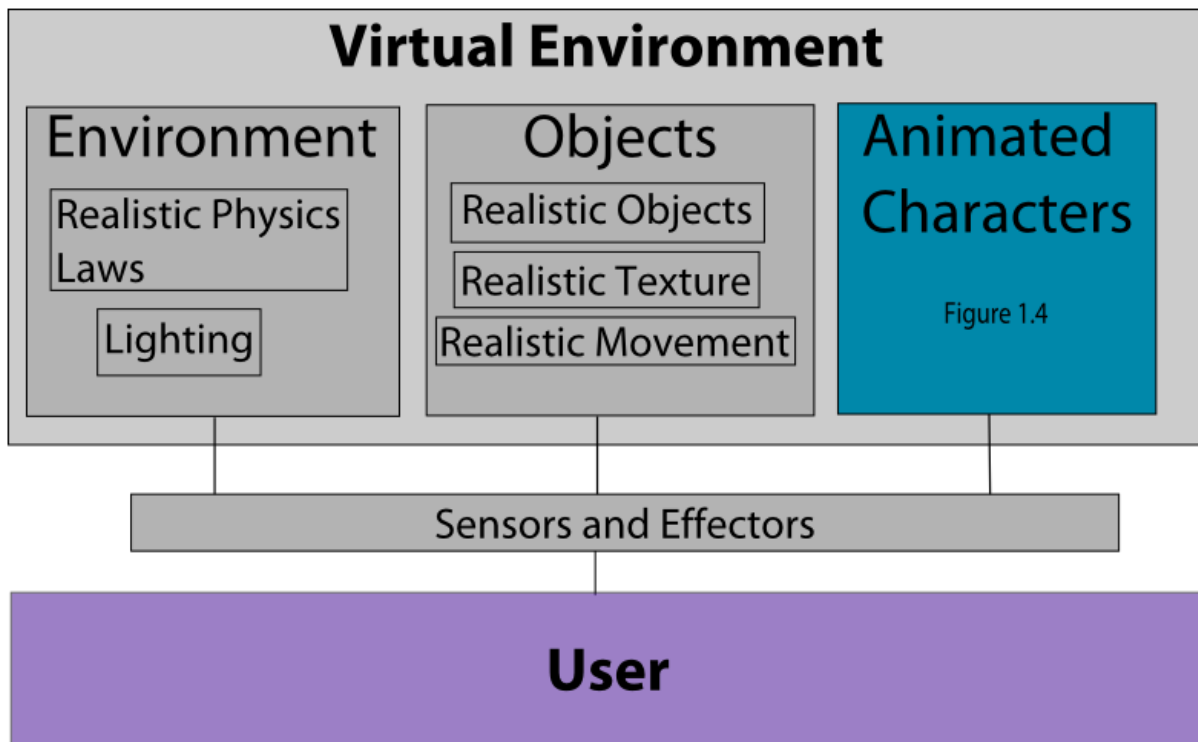 Virtual Environment
Environment
Realistic Physics
Laws
Lighting
Objects
Realistic Objects
Realistic Texture
Realistic Movement
Animated
Characters
Figure 1.4
Sensors and Effectors
User